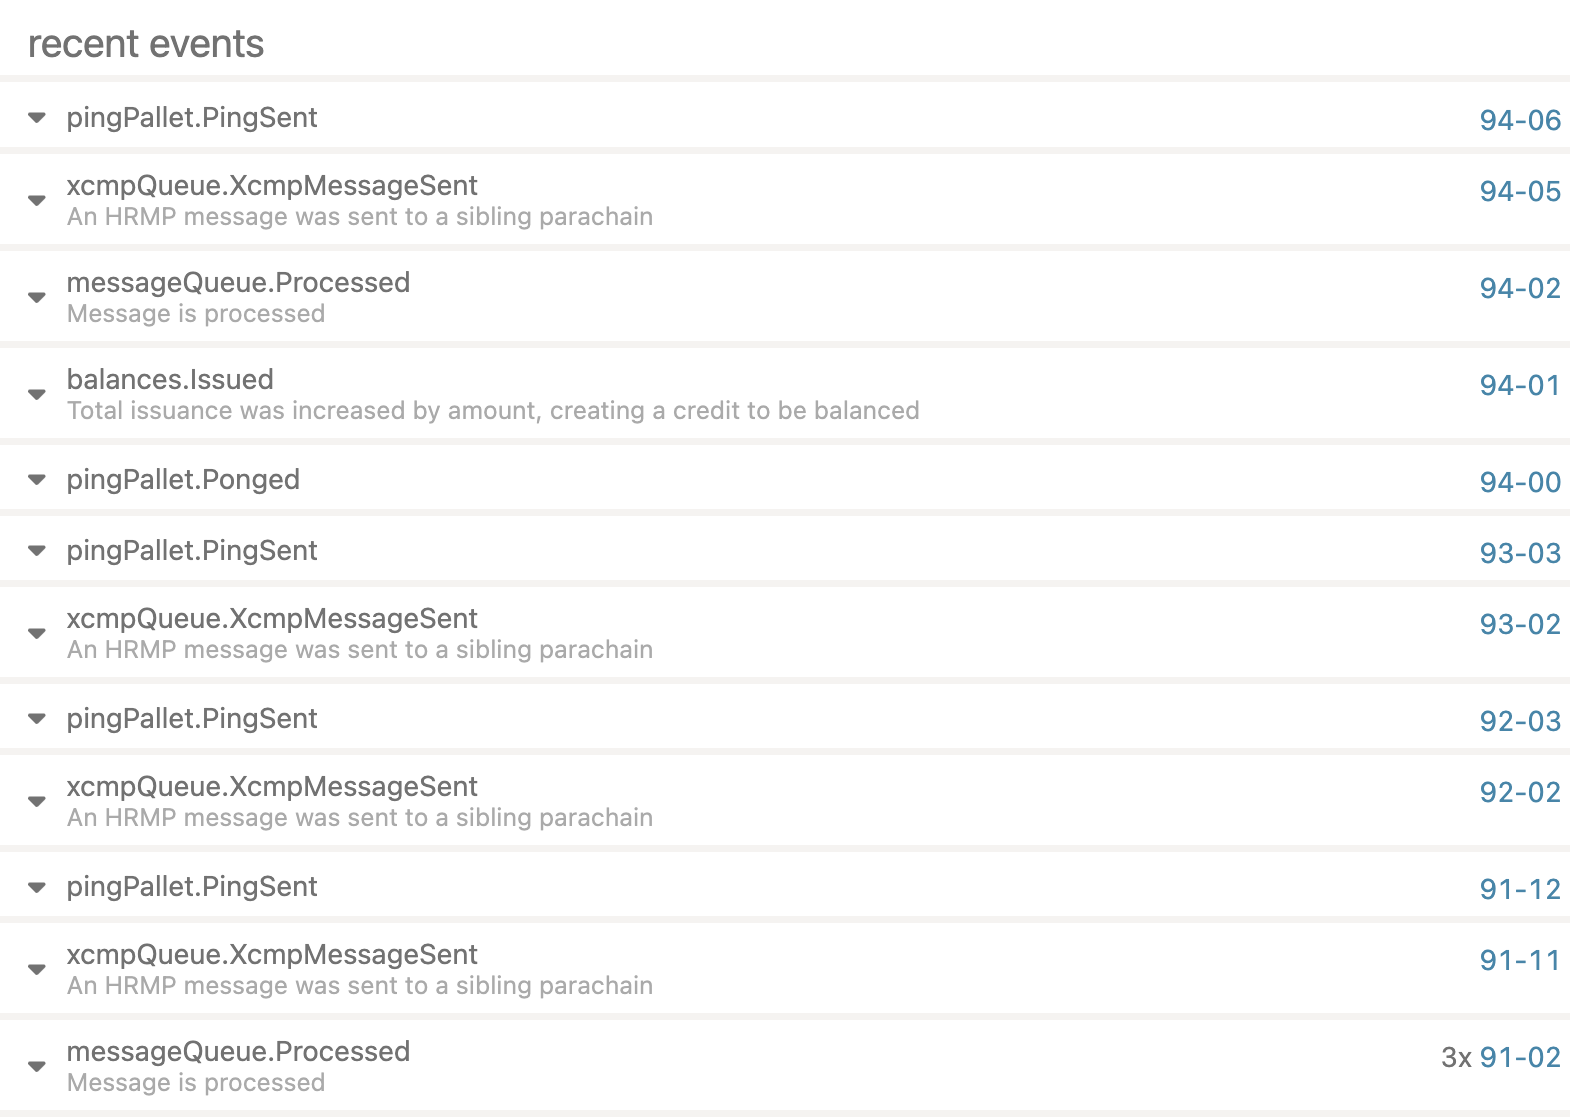 recent events
pingPallet.PingSent 94-06
xcmpQueue.XcmpMessageSent 94-05
An HRMP message was sent to a sibling parachain
messageQueue.Processed 94-02
Message is processed
balances.Issued 94-01
Total issuance was increased by amount, creating a credit to be balanced
pingPallet.Ponged 94-00
pingPallet.PingSent 93-03
xcmpQueue.XcmpMessageSent 93-02
An HRMP message was sent to a sibling parachain
pingPallet.PingSent 92-03
xcmpQueue.XcmpMessageSent 92-02
An HRMP message was sent to a sibling parachain
pingPallet.PingSent 91-12
xcmpQueue.XcmpMessageSent 91-11
An HRMP message was sent to a sibling parachain
messageQueue.Processed 3x 91-02
Message is processed